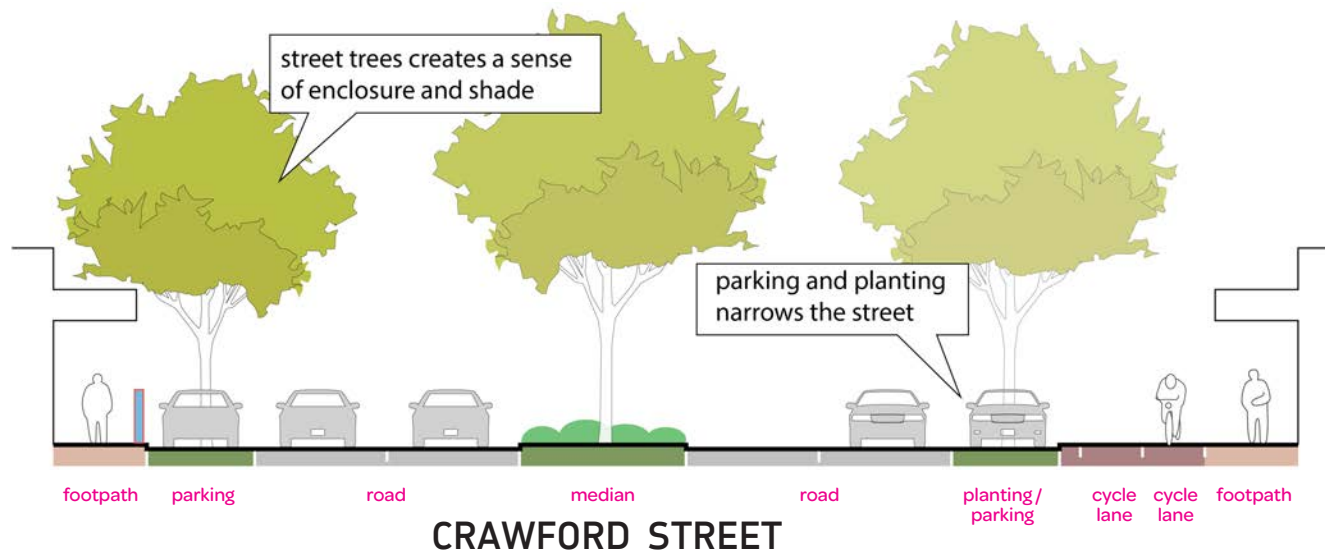 street trees creates a sense
of enclosure and shade
parking and planting
narrows the street
footpath
parking
road
median
road
planting/
parking
cycle
lane
cycle
lane
footpath
CRAWFORD STREET